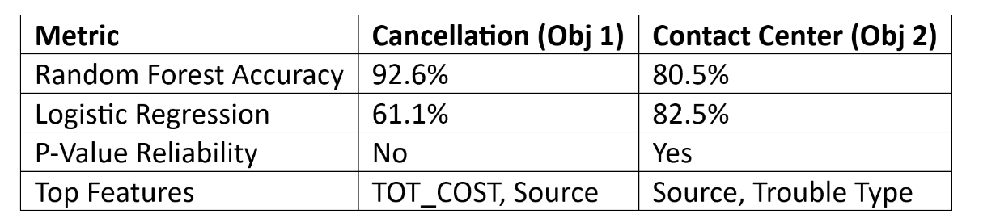 Metric Cancellation (Obj 1) Contact Center (Obj 2)
Random Forest Accuracy 92.6% 80.5%
Logistic Regression 61.1% 82.5%
P-Value Reliability No Yes
Top Features TOT_COST, Source Source, Trouble Type